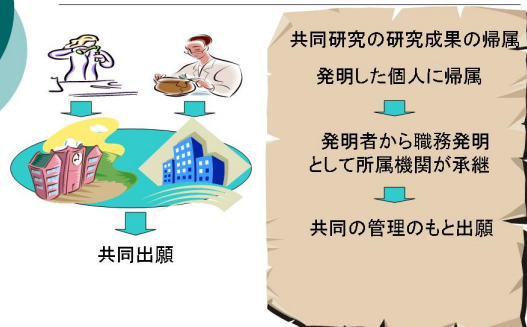 共同研究の研究成果の帰属
発明した個人に帰属
発明者から職務発明
として所属機関が承継
共同の管理のもと出願
共同出願